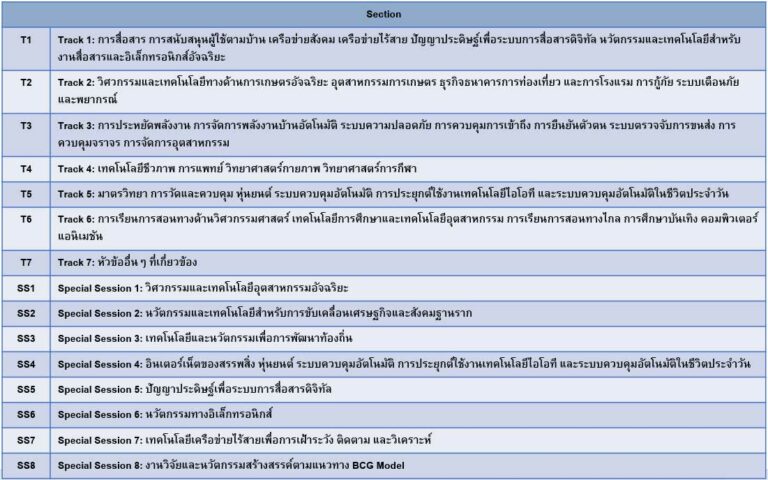 Section
T1 Track 1: การสื่อสาร การสนับสนุนผู้ใช้ตามบ้าน เครือข่ายสังคม เครือข่ายไร้สาย ปัญญาประดิษฐ์เพื่อระบบการสื่อสารดิจิทัล นวัตกรรมและเทคโนโลยีสำหรับ
งานสื่อสารและอิเล็กทรอนิกส์อัจฉริยะ
T2 Track 2: วิศวกรรมและเทคโนโลยีทางด้านการเกษตรอัจฉริยะ อุตสาหกรรมการเกษตร ธุรกิจธนาคารการท่องเที่ยว และการโรงแรม การกู้ภัย ระบบเตือนภัย
และพยากรณ์
T3 Track 3: การประหยัดพลังงาน การจัดการพลังงานบ้านอัตโนมัติ ระบบความปลอดภัย การควบคุมการเข้าถึง การยืนยันตัวตน ระบบตรวจจับการขนส่ง การ
ควบคุมจราจร การจัดการอุตสาหกรรม
T4 Track 4: เทคโนโลยีชีวภาพ การแพทย์ วิทยาศาสตร์กายภาพ วิทยาศาสตร์การกีฬา
T5 Track 5: มาตรวิทยา การวัดและควบคุม หุ่นยนต์ ระบบควบคุมอัตโนมัติ การประยุกต์ใช้งานเทคโนโลยีไอโอที และระบบควบคุมอัตโนมัติในชีวิตประจำวัน
T6 Track 6: การเรียนการสอนทางด้านวิศวกรรมศาสตร์ เทคโนโลยีการศึกษาและเทคโนโลยีอุตสาหกรรม การเรียนการสอนทางไกล การศึกษาบันเทิง คอมพิวเตอร์
แอนิเมชัน
T7 Track 7: หัวข้ออื่น ๆ ที่เกี่ยวข้อง
SS1 Special Session 1: วิศวกรรมและเทคโนโลยีอุตสาหกรรมอัจฉริยะ
SS2 Special Session 2: นวัตกรรมและเทคโนโลยีสำหรับการขับเคลื่อนเศรษฐกิจและสังคมฐานราก
SS3 Special Session 3: เทคโนโลยีและนวัตกรรมเพื่อการพัฒนาท้องถิ่น
SS4 Special Session 4: อินเตอร์เน็ตของสรรพสิ่ง หุ่นยนต์ ระบบควบคุมอัตโนมัติ การประยุกต์ใช้งานเทคโนโลยีไอโอที และระบบควบคุมอัตโนมัติในชีวิตประจำวัน
SS5 Special Session 5: ปัญญาประดิษฐ์เพื่อระบบการสื่อสารดิจิทัล
SS6 Special Session 6: นวัตกรรมทางอิเล็กทรอนิกส์
SS7 Special Session 7: เทคโนโลยีเครือข่ายไร้สายเพื่อการเฝ้าระวัง ติดตาม และวิเคราะห์
SS8 Special Session 8: งานวิจัยและนวัตกรรมสร้างสรรค์ตามแนวทาง BCG Model